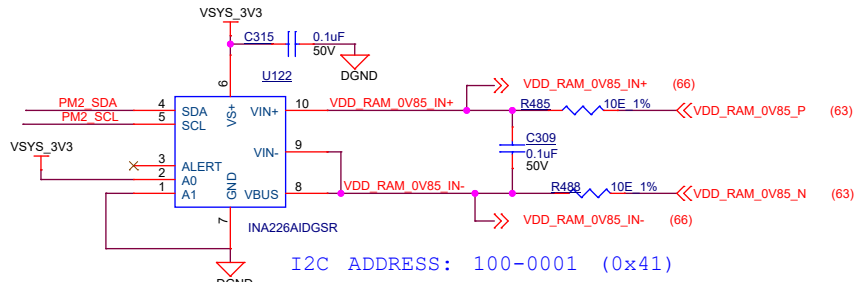 VSYS_3V3
C315
0.1uF
50V
DGND
U122
6
PM2_SDA 4 SDA VS+ VIN+ 10 VDD_RAM_0V85_IN+
PM2_SCL 5 SCL
VDD_RAM_0V85_IN+ (66)
R485 10E_1% VDD_RAM_0V85_P (63)
VSYS_3V3
VIN- 9
C309
0.1uF
50V
3 ALERT
2 A0
1 A1 GND VBUS 8 VDD_RAM_0V85_IN-
R488 10E_1% VDD_RAM_0V85_N (63)
7
INA226AIDGSR
VDD_RAM_0V85_IN- (66)
I2C ADDRESS: 100-0001 (0x41)
DGND